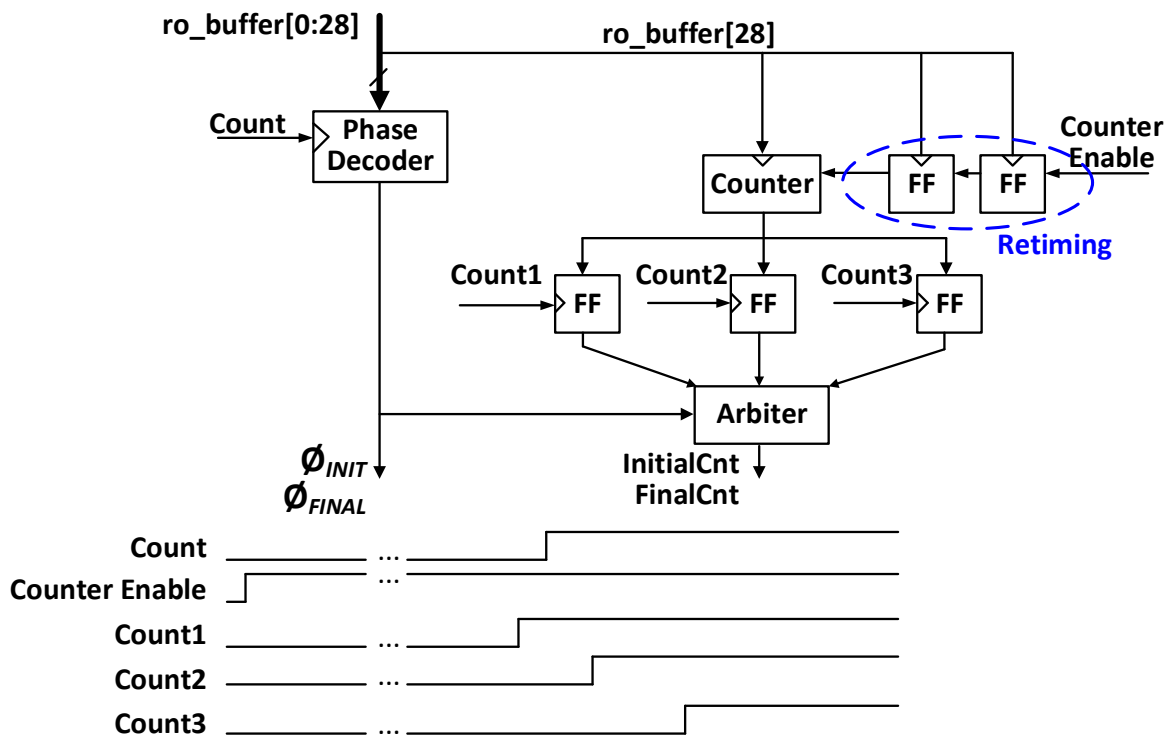 ro_buffer[0:28]
ro_buffer[28]
Count
Phase
Decoder
Counter
Enable
Counter
FF
FF
Retiming
Count1
Count2
Count3
FF
FF
FF
Arbiter
ØINIT
ØFINAL
InitialCnt
FinalCnt
Count
...
Counter Enable
...
Count1
...
Count2
...
Count3
...